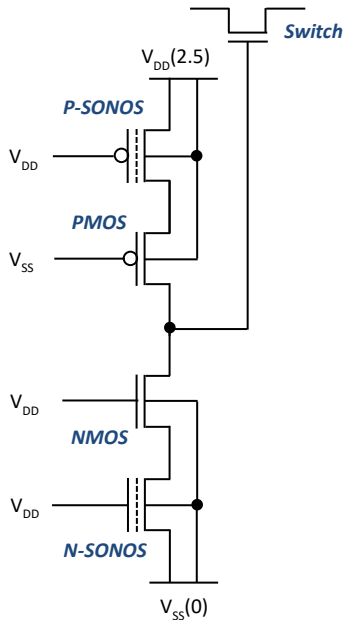 Switch
V_DD(2.5)
P-SONOS
V_DD
PMOS
V_SS
V_DD
NMOS
V_DD
N-SONOS
V_SS(0)